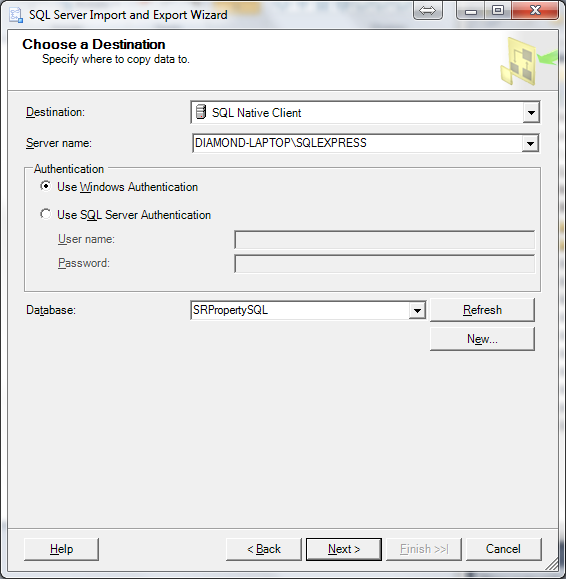 SQL Server Import and Export Wizard
Choose a Destination
Specify where to copy data to.
Destination: SQL Native Client
Server name: DIAMOND-LAPTOP\SQLEXPRESS
Authentication
Use Windows Authentication
Use SQL Server Authentication
User name:
Password:
Database: SRPropertySQL Refresh
New...
Help < Back Next > Finish >>| Cancel